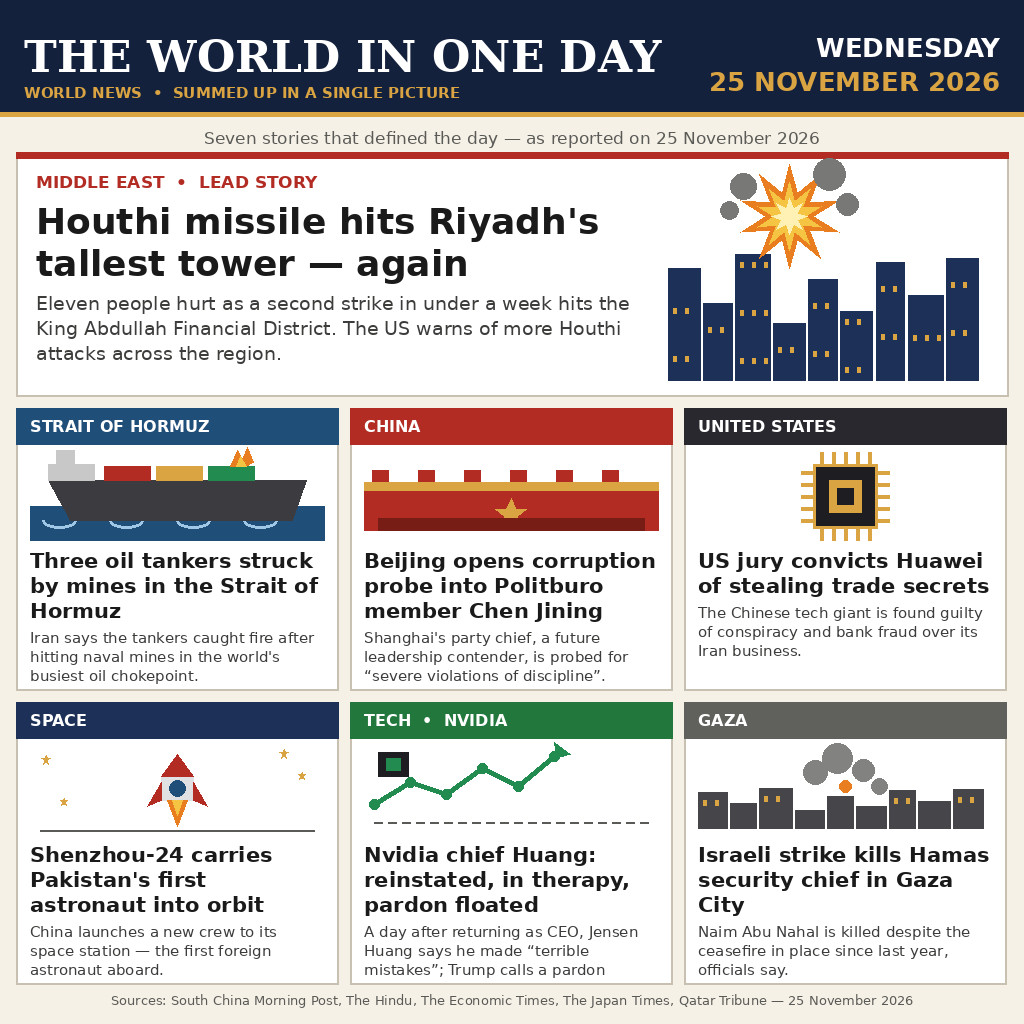 THE WORLD IN ONE DAY
WORLD NEWS • SUMMED UP IN A SINGLE PICTURE
WEDNESDAY
25 NOVEMBER 2026
Seven stories that defined the day — as reported on 25 November 2026
MIDDLE EAST • LEAD STORY
Houthi missile hits Riyadh's
tallest tower — again
Eleven people hurt as a second strike in under a week hits the
King Abdullah Financial District. The US warns of more Houthi
attacks across the region.
STRAIT OF HORMUZ
Three oil tankers struck
by mines in the Strait of
Hormuz
Iran says the tankers caught fire after
hitting naval mines in the world's
busiest oil chokepoint.
CHINA
Beijing opens corruption
probe into Politburo
member Chen Jining
Shanghai's party chief, a future
leadership contender, is probed for
“severe violations of discipline”.
UNITED STATES
US jury convicts Huawei
of stealing trade secrets
The Chinese tech giant is found guilty
of conspiracy and bank fraud over its
Iran business.
SPACE
Shenzhou-24 carries
Pakistan's first
astronaut into orbit
China launches a new crew to its
space station — the first foreign
astronaut aboard.
TECH • NVIDIA
Nvidia chief Huang:
reinstated, in therapy,
pardon floated
A day after returning as CEO, Jensen
Huang says he made “terrible
mistakes”; Trump calls a pardon
GAZA
Israeli strike kills Hamas
security chief in Gaza
City
Naim Abu Nahal is killed despite the
ceasefire in place since last year,
officials say.
Sources: South China Morning Post, The Hindu, The Economic Times, The Japan Times, Qatar Tribune — 25 November 2026